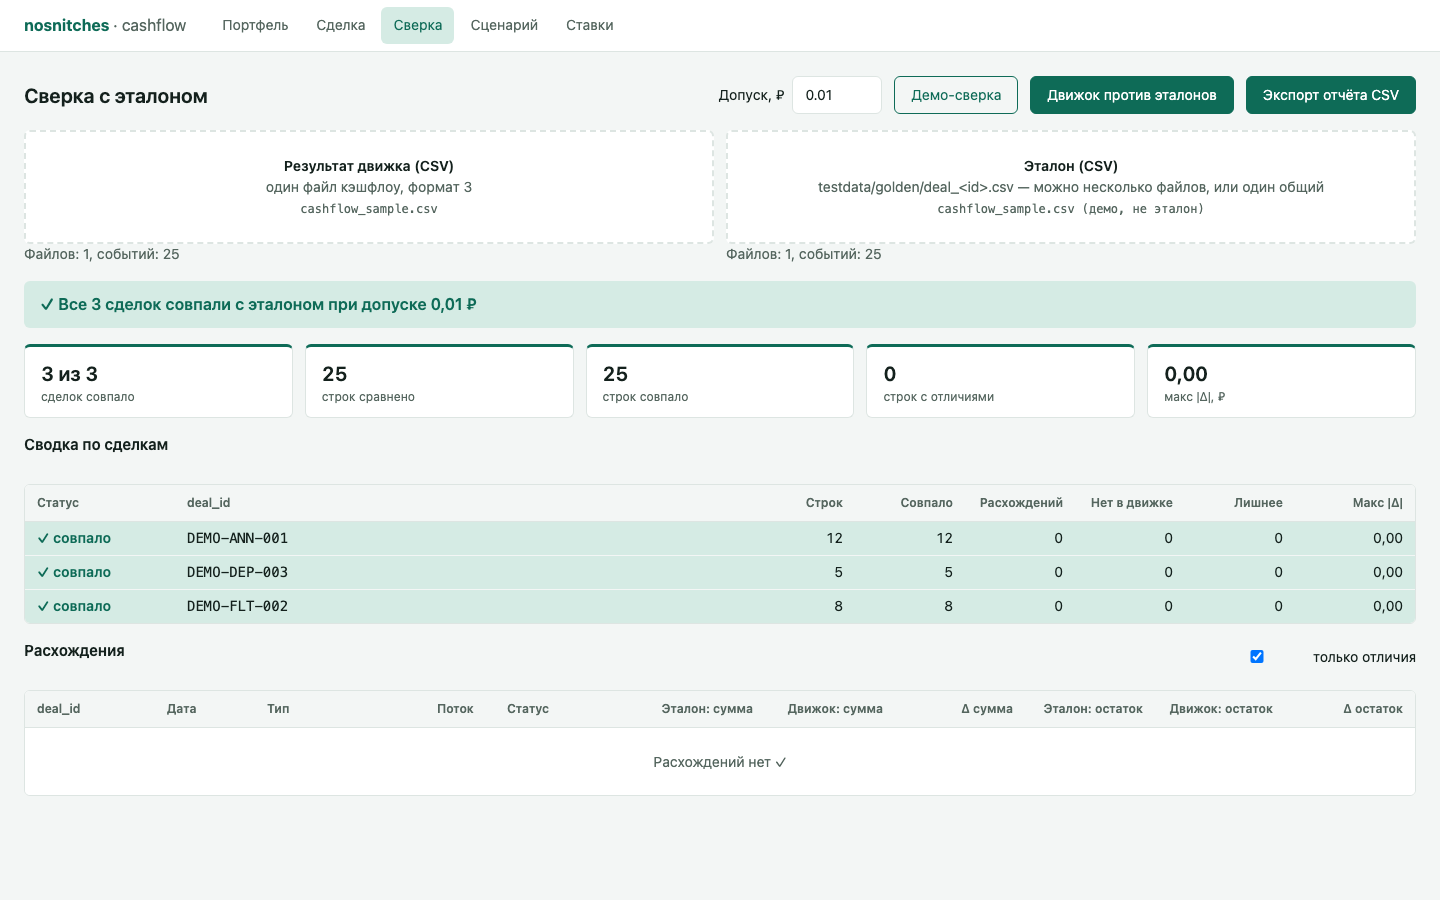 nosnitches · cashflow Портфель Сделка Сверка Сценарий Ставки
Сверка с эталоном Допуск, ₽ 0.01 Демо-сверка Движок против эталонов Экспорт отчёта CSV
Результат движка (CSV)
один файл кэшфлоу, формат 3
cashflow_sample.csv
Файлов: 1, событий: 25
Эталон (CSV)
testdata/golden/deal_<id>.csv — можно несколько файлов, или один общий
cashflow_sample.csv (демо, не эталон)
Файлов: 1, событий: 25
✓ Все 3 сделок совпали с эталоном при допуске 0,01 ₽
3 из 3
сделок совпало
25
строк сравнено
25
строк совпало
0
строк с отличиями
0,00
макс |Δ|, ₽
Сводка по сделкам
Статус deal_id Строк Совпало Расхождений Нет в движке Лишнее Макс |Δ|
✓ совпало DEMO-ANN-001 12 12 0 0 0 0,00
✓ совпало DEMO-DEP-003 5 5 0 0 0 0,00
✓ совпало DEMO-FLT-002 8 8 0 0 0 0,00
Расхождения только отличия
deal_id Дата Тип Поток Статус Эталон: сумма Движок: сумма Δ сумма Эталон: остаток Движок: остаток Δ остаток
Расхождений нет ✓